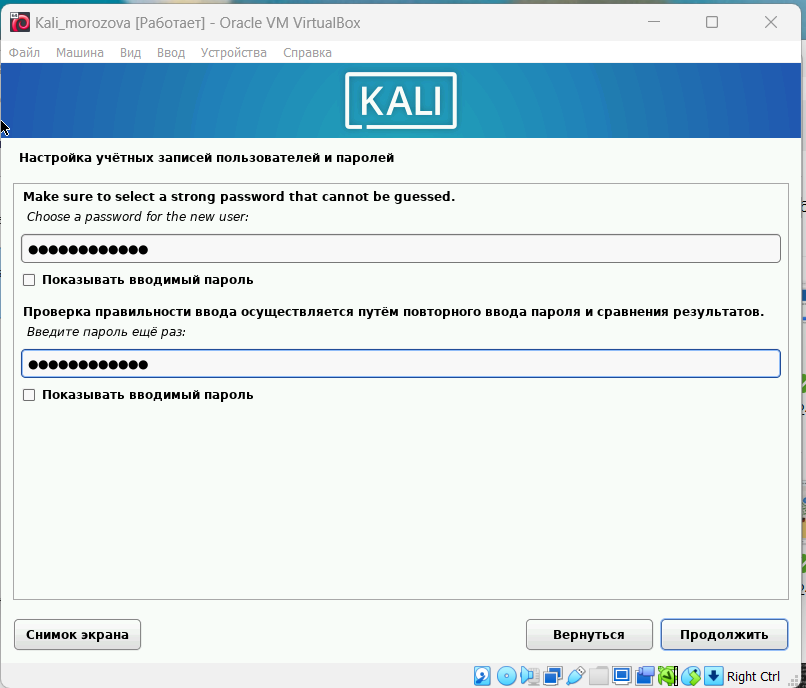 Kali_morozova [Работает] - Oracle VM VirtualBox
Файл Машина Вид Ввод Устройства Справка
KALI
Настройка учётных записей пользователей и паролей
Make sure to select a strong password that cannot be guessed.
Choose a password for the new user:
●●●●●●●●●●●●
Показывать вводимый пароль
Проверка правильности ввода осуществляется путём повторного ввода пароля и сравнения результатов.
Введите пароль ещё раз:
●●●●●●●●●●●●
Показывать вводимый пароль
Снимок экрана Вернуться Продолжить
Right Ctrl